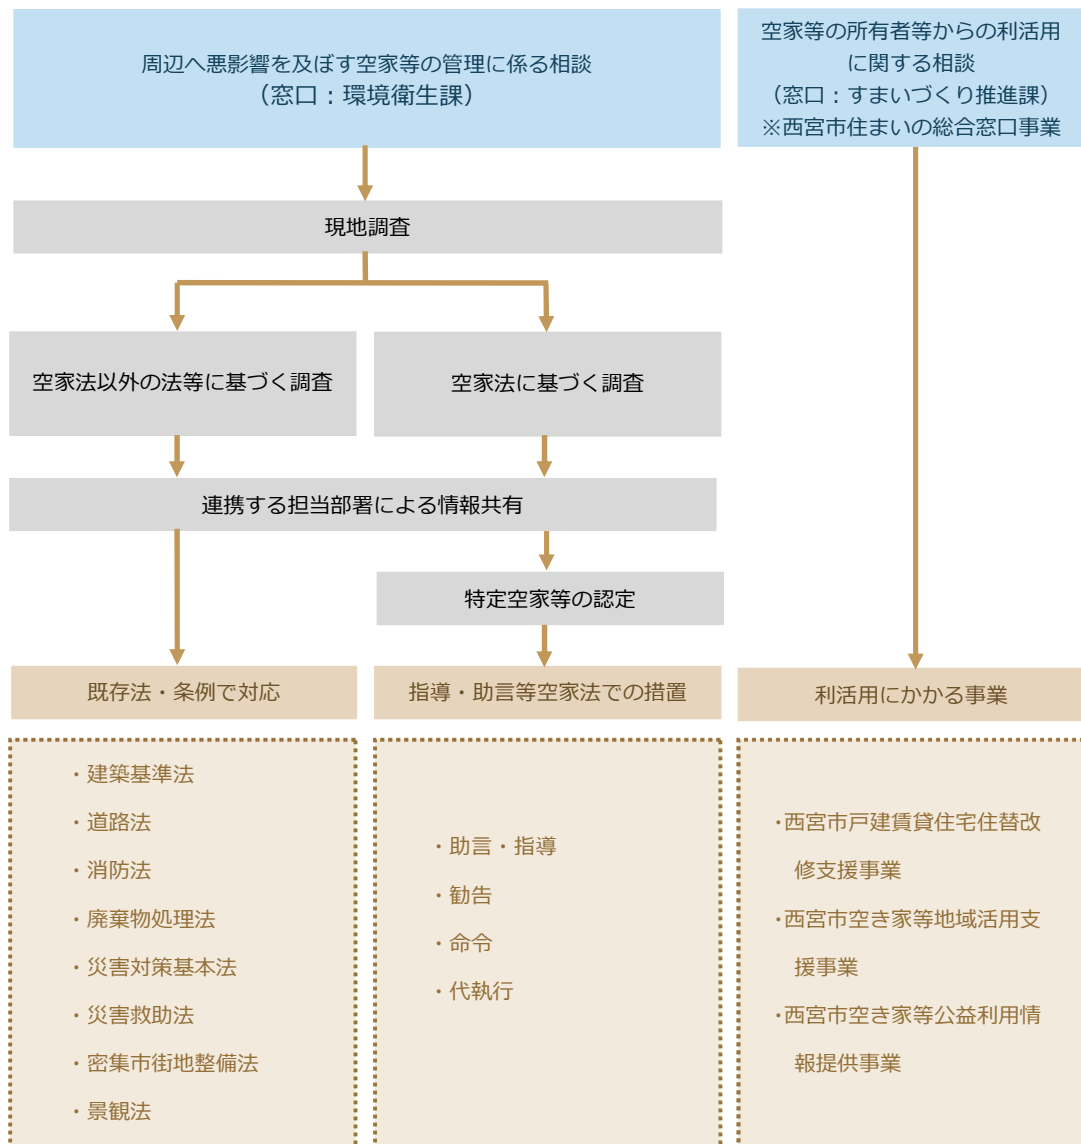 周辺へ悪影響を及ぼす空家等の管理に係る相談
（窓口：環境衛生課）
空家等の所有者等からの利活用
に関する相談
（窓口：すまいづくり推進課）
※西宮市住まいの総合窓口事業
現地調査
空家法以外の法等に基づく調査
空家法に基づく調査
連携する担当部署による情報共有
特定空家等の認定
既存法・条例で対応
指導・助言等空家法での措置
利活用にかかる事業
・建築基準法
・道路法
・消防法
・廃棄物処理法
・災害対策基本法
・災害救助法
・密集市街地整備法
・景観法
・助言・指導
・勧告
・命令
・代執行
・西宮市戸建賃貸住宅住替改
修支援事業
・西宮市空き家等地域活用支
援事業
・西宮市空き家等公益利用情
報提供事業